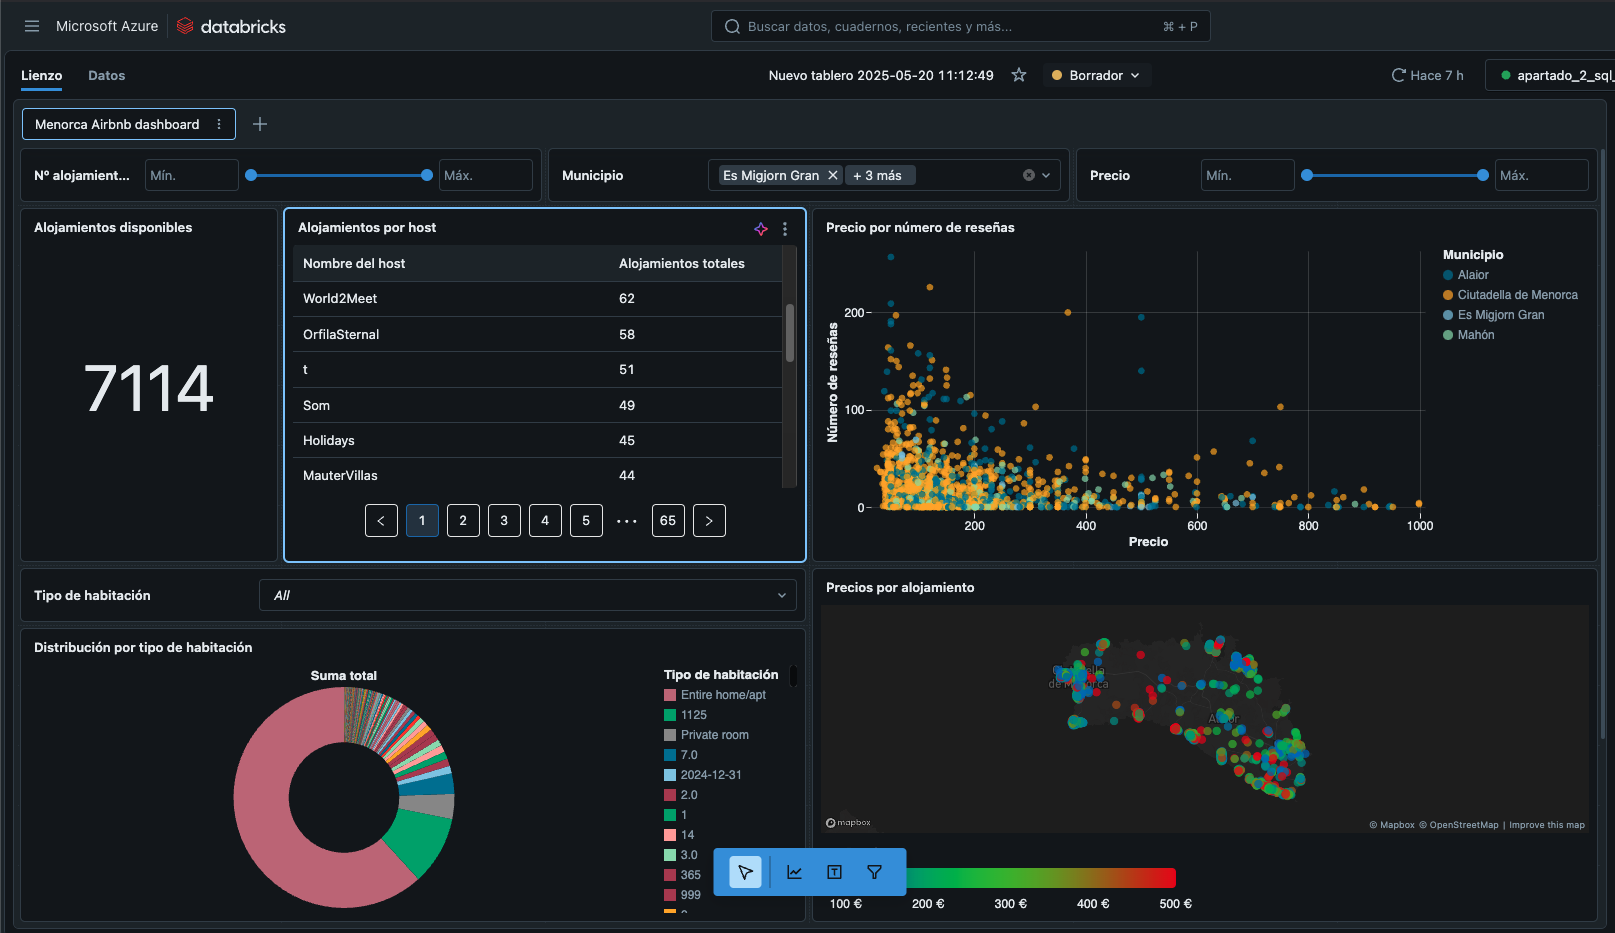 Microsoft Azure databricks
Buscar datos, cuadernos, recientes y más... ⌘ + P
Lienzo Datos
Nuevo tablero 2025-05-20 11:12:49 Borrador
Hace 7 h apartado_2_sql_
Menorca Airbnb dashboard
Nº alojamient... Mín. Máx.
Municipio Es Migjorn Gran + 3 más
Precio Mín. Máx.
Alojamientos disponibles
7114
Alojamientos por host
Nombre del host Alojamientos totales
World2Meet 62
OrfilaSternal 58
t 51
Som 49
Holidays 45
MauterVillas 44
< 1 2 3 4 5 ... 65 >
Precio por número de reseñas
Número de reseñas
200
100
0
200 400 600 800 1000
Precio
Municipio
Alaior
Ciutadella de Menorca
Es Migjorn Gran
Mahón
Tipo de habitación All
Distribución por tipo de habitación
Suma total
Tipo de habitación
Entire home/apt
1125
Private room
7.0
2024-12-31
2.0
1
14
3.0
365
999
Precios por alojamiento
Ciutadella
de Menorca
Alaior
mapbox
© Mapbox © OpenStreetMap | Improve this map
100 € 200 € 300 € 400 € 500 €